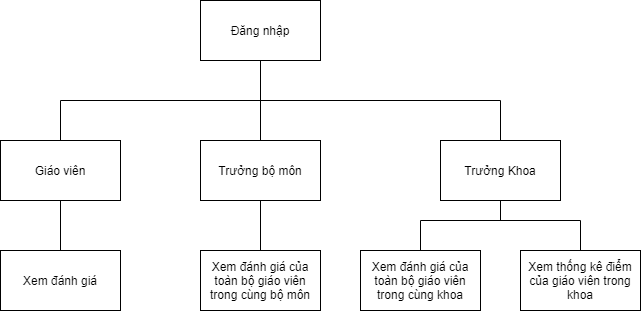 Đăng nhập
Giáo viên
Trưởng bộ môn
Trưởng Khoa
Xem đánh giá
Xem đánh giá của
toàn bộ giáo viên
trong cùng bộ môn
Xem đánh giá của
toàn bộ giáo viên
trong cùng khoa
Xem thống kê điểm
của giáo viên trong
khoa